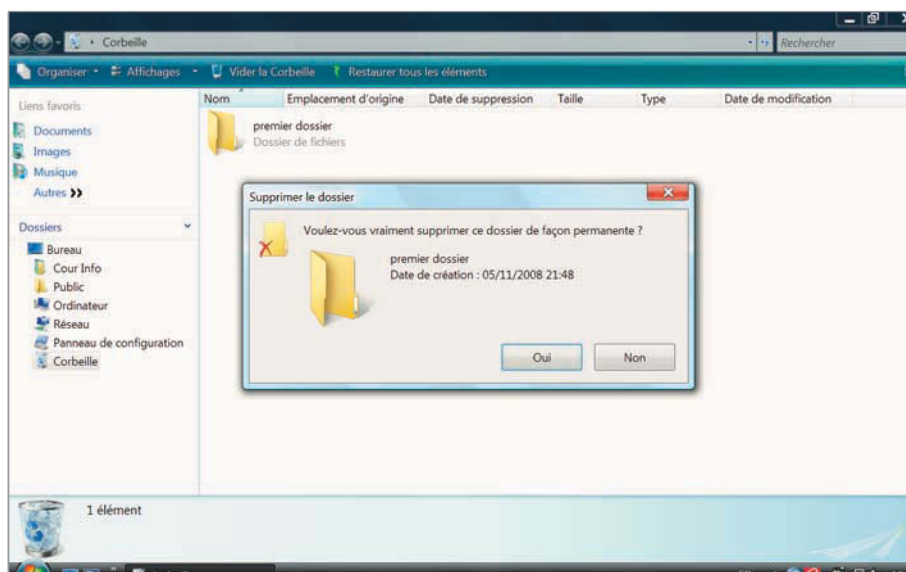 Corbeille
Rechercher
Organiser Affichages Vider la Corbeille Restaurer tous les éléments
Liens favoris
Documents
Images
Musique
Autres
Dossiers
Bureau
Cour Info
Public
Ordinateur
Réseau
Panneau de configuration
Corbeille
Nom Emplacement d'origine Date de suppression Taille Type Date de modification
premier dossier
Dossier de fichiers
Supprimer le dossier
Voulez-vous vraiment supprimer ce dossier de façon permanente ?
premier dossier
Date de création : 05/11/2008 21:48
Oui Non
1 élément